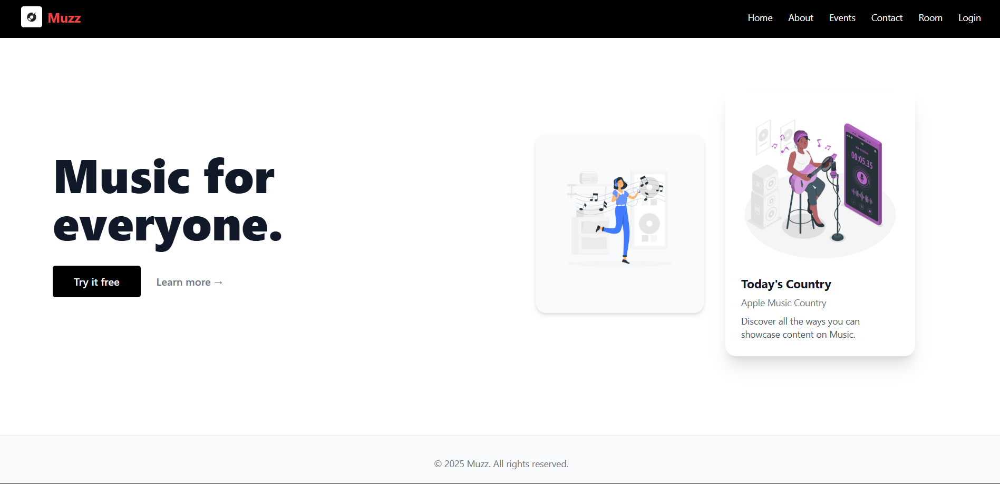 Muzz
Home
About
Events
Contact
Room
Login
Music for
everyone.
Try it free
Learn more →
00:05.35
Today's Country
Apple Music Country
Discover all the ways you can
showcase content on Music.
© 2025 Muzz. All rights reserved.